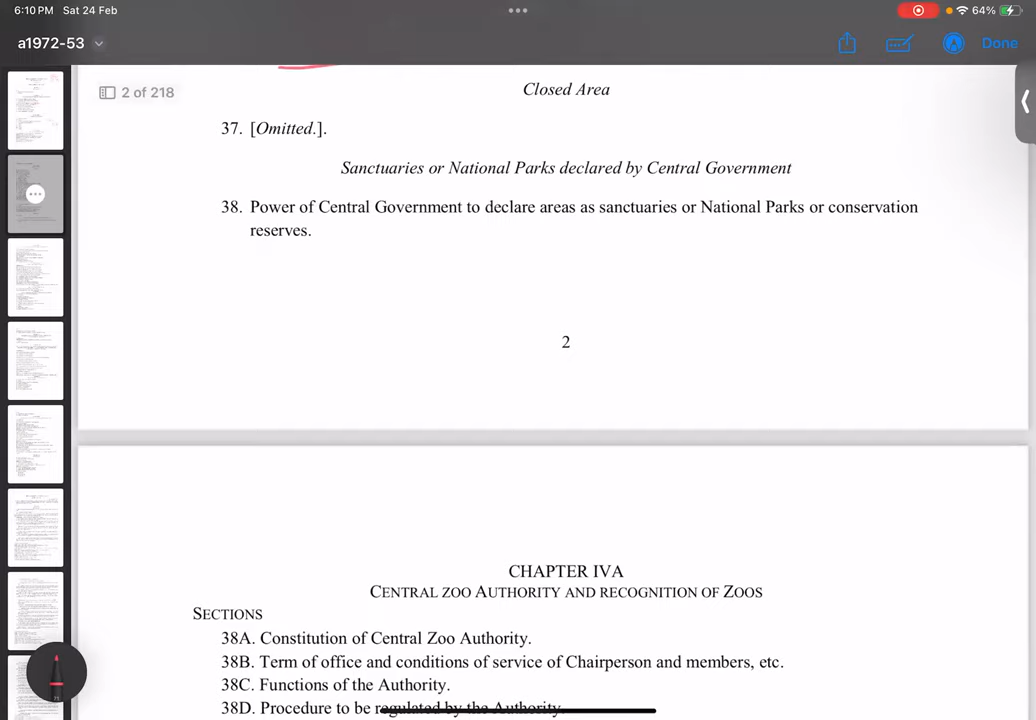 6:10 PM Sat 24 Feb
64%
a1972-53
Done
2 of 218
Closed Area
37. [Omitted.].
Sanctuaries or National Parks declared by Central Government
38. Power of Central Government to declare areas as sanctuaries or National Parks or conservation
reserves.
2
CHAPTER IVA
CENTRAL ZOO AUTHORITY AND RECOGNITION OF ZOOS
SECTIONS
38A. Constitution of Central Zoo Authority.
38B. Term of office and conditions of service of Chairperson and members, etc.
38C. Functions of the Authority.
38D. Procedure to be regulated by the Authority.